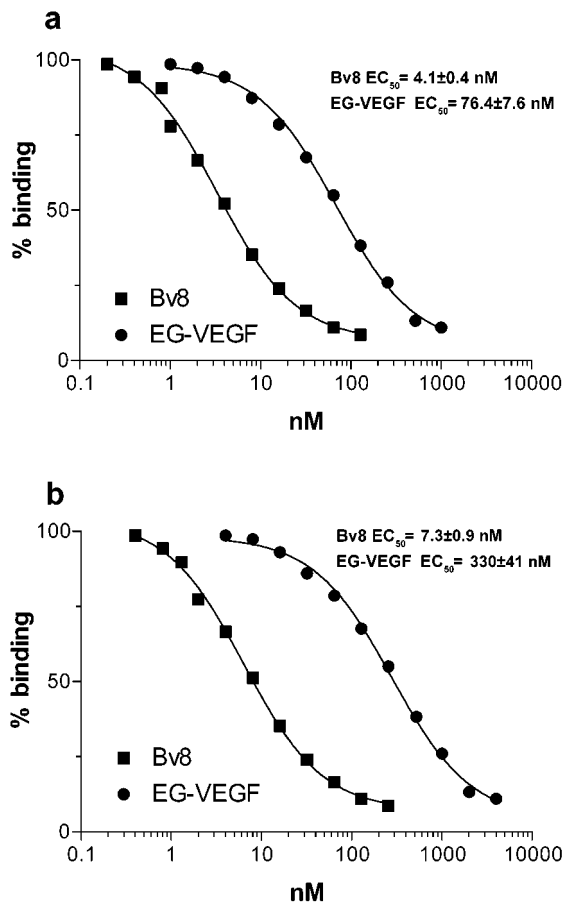 a
100
50
0
% binding
Bv8 EC50= 4.1±0.4 nM
EG-VEGF EC50= 76.4±7.6 nM
Bv8
EG-VEGF
0.1 1 10 100 1000 10000
nM
b
100
50
0
% binding
Bv8 EC50= 7.3±0.9 nM
EG-VEGF EC50= 330±41 nM
Bv8
EG-VEGF
0.1 1 10 100 1000 10000
nM